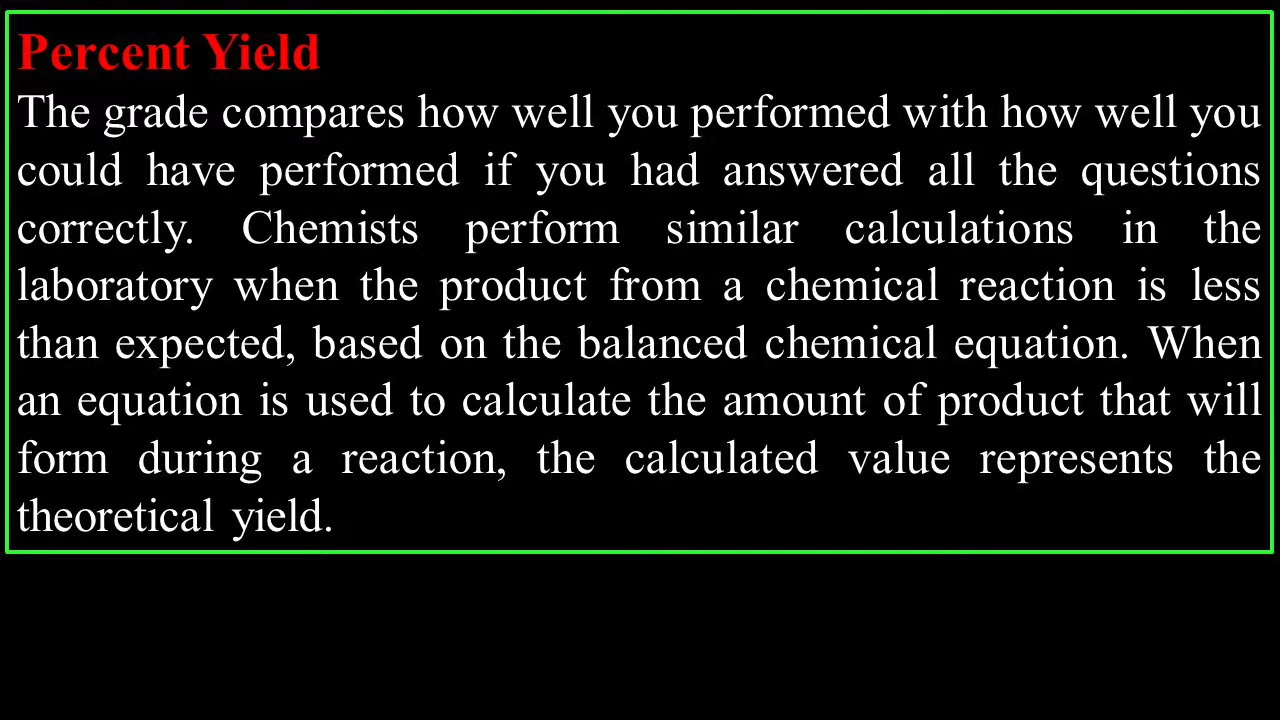 Percent Yield
The grade compares how well you performed with how well you
could have performed if you had answered all the questions
correctly. Chemists perform similar calculations in the
laboratory when the product from a chemical reaction is less
than expected, based on the balanced chemical equation. When
an equation is used to calculate the amount of product that will
form during a reaction, the calculated value represents the
theoretical yield.